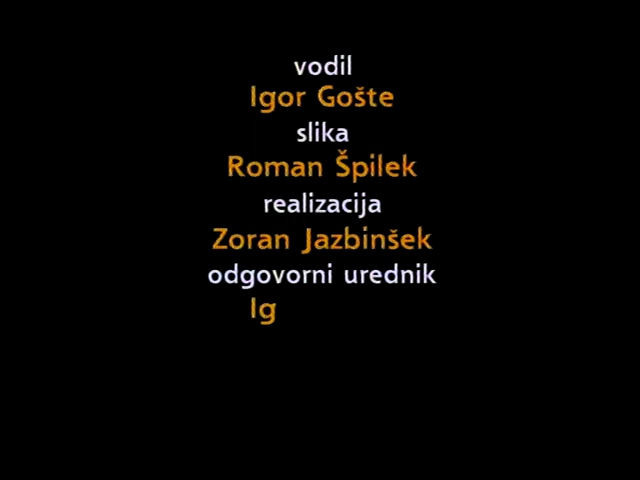 vodil
Igor Gošte
slika
Roman Špilek
realizacija
Zoran Jazbinšek
odgovorni urednik
Ig